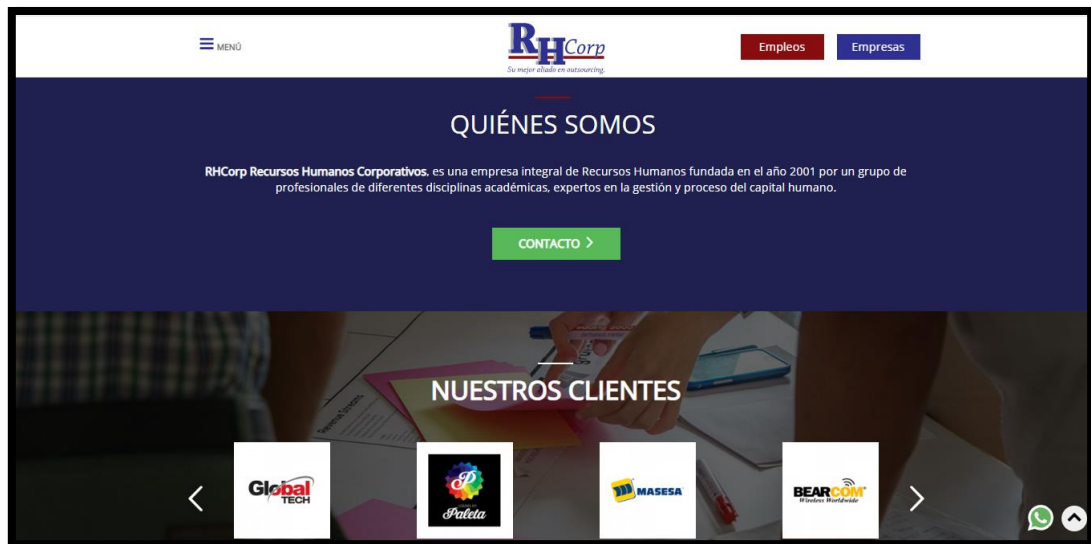 MENÚ
RHCorp
Su mejor aliado en outsourcing.
Empleos
Empresas
QUIÉNES SOMOS
RHCorp Recursos Humanos Corporativos, es una empresa integral de Recursos Humanos fundada en el año 2001 por un grupo de
profesionales de diferentes disciplinas académicas, expertos en la gestión y proceso del capital humano.
CONTACTO
Revenue Streams
NUESTROS CLIENTES
Global
TECH
P
Paleta
MASESA
BEARCOM
Wireless Worldwide